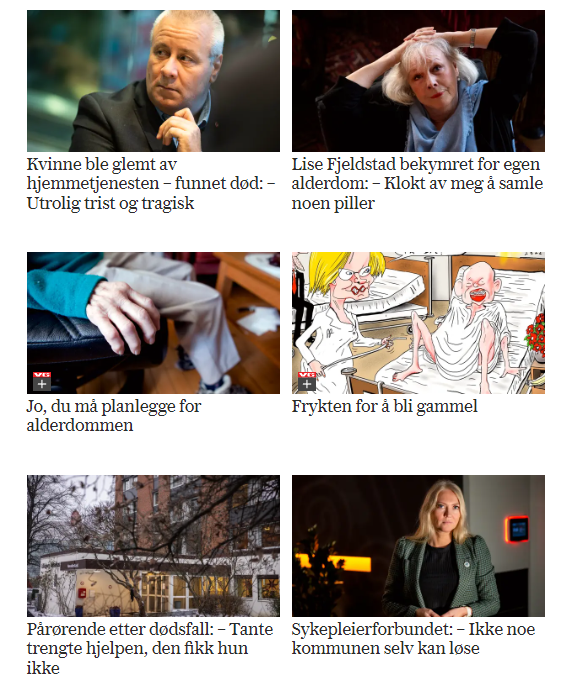 Kvinne ble glemt av
hjemmetjenesten – funnet død: –
Utrolig trist og tragisk
Lise Fjeldstad bekymret for egen
alderdom: – Klokt av meg å samle
noen piller
VG
+
Jo, du må planlegge for
alderdommen
VG
+
Frykten for å bli gammel
Pårørende etter dødsfall: – Tante
trengte hjelpen, den fikk hun
ikke
Sykepleierforbundet: – Ikke noe
kommunen selv kan løse